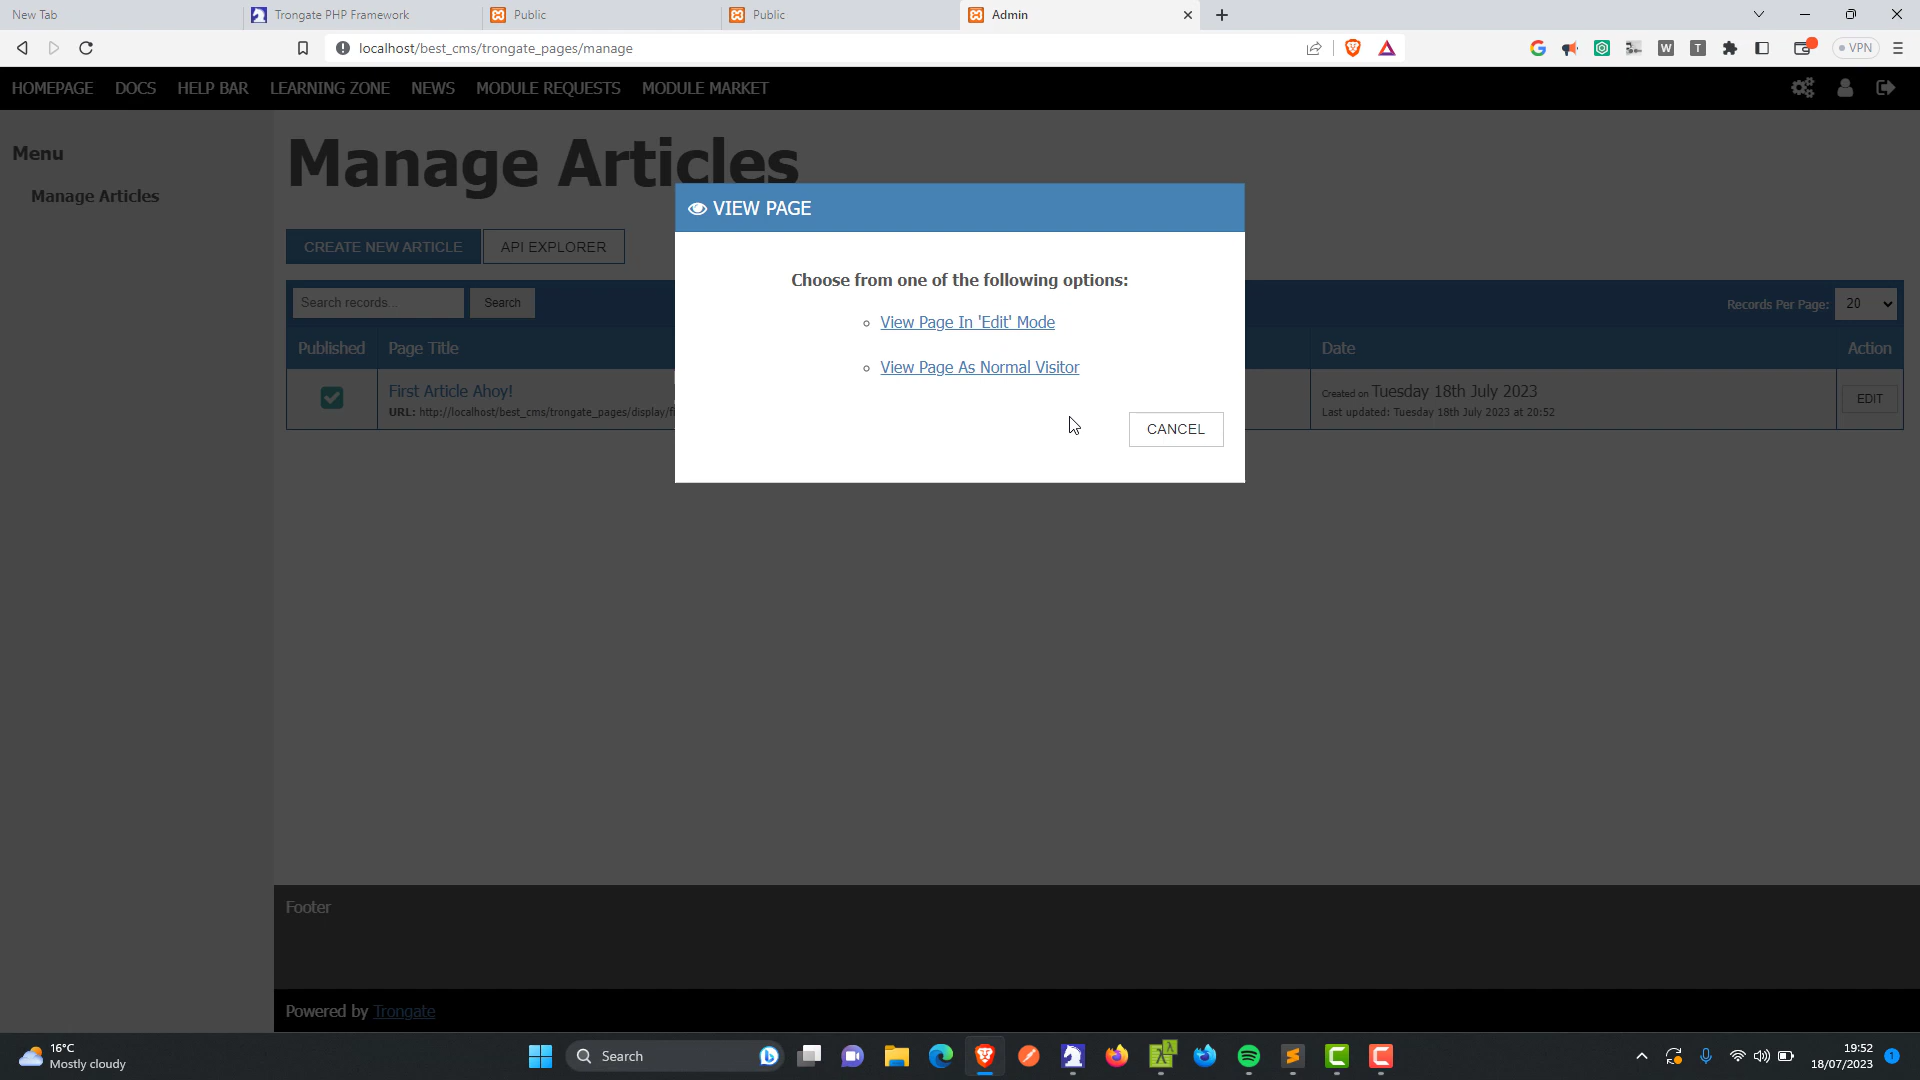 New Tab
Trongate PHP Framework
Public
Public
Admin
localhost/best_cms/trongate_pages/manage
VPN
HOMEPAGE DOCS HELP BAR LEARNING ZONE NEWS MODULE REQUESTS MODULE MARKET
Menu
Manage Articles
Manage Articles
CREATE NEW ARTICLE
API EXPLORER
Search records...
Search
Records Per Page: 20
Published Page Title Date Action
First Article Ahoy!
URL: http://localhost/best_cms/trongate_pages/display/
Created on Tuesday 18th July 2023
Last updated: Tuesday 18th July 2023 at 20:52
EDIT
VIEW PAGE
Choose from one of the following options:
View Page In 'Edit' Mode
View Page As Normal Visitor
CANCEL
Footer
Powered by Trongate
16°C
Mostly cloudy
Search
19:52
18/07/2023
1